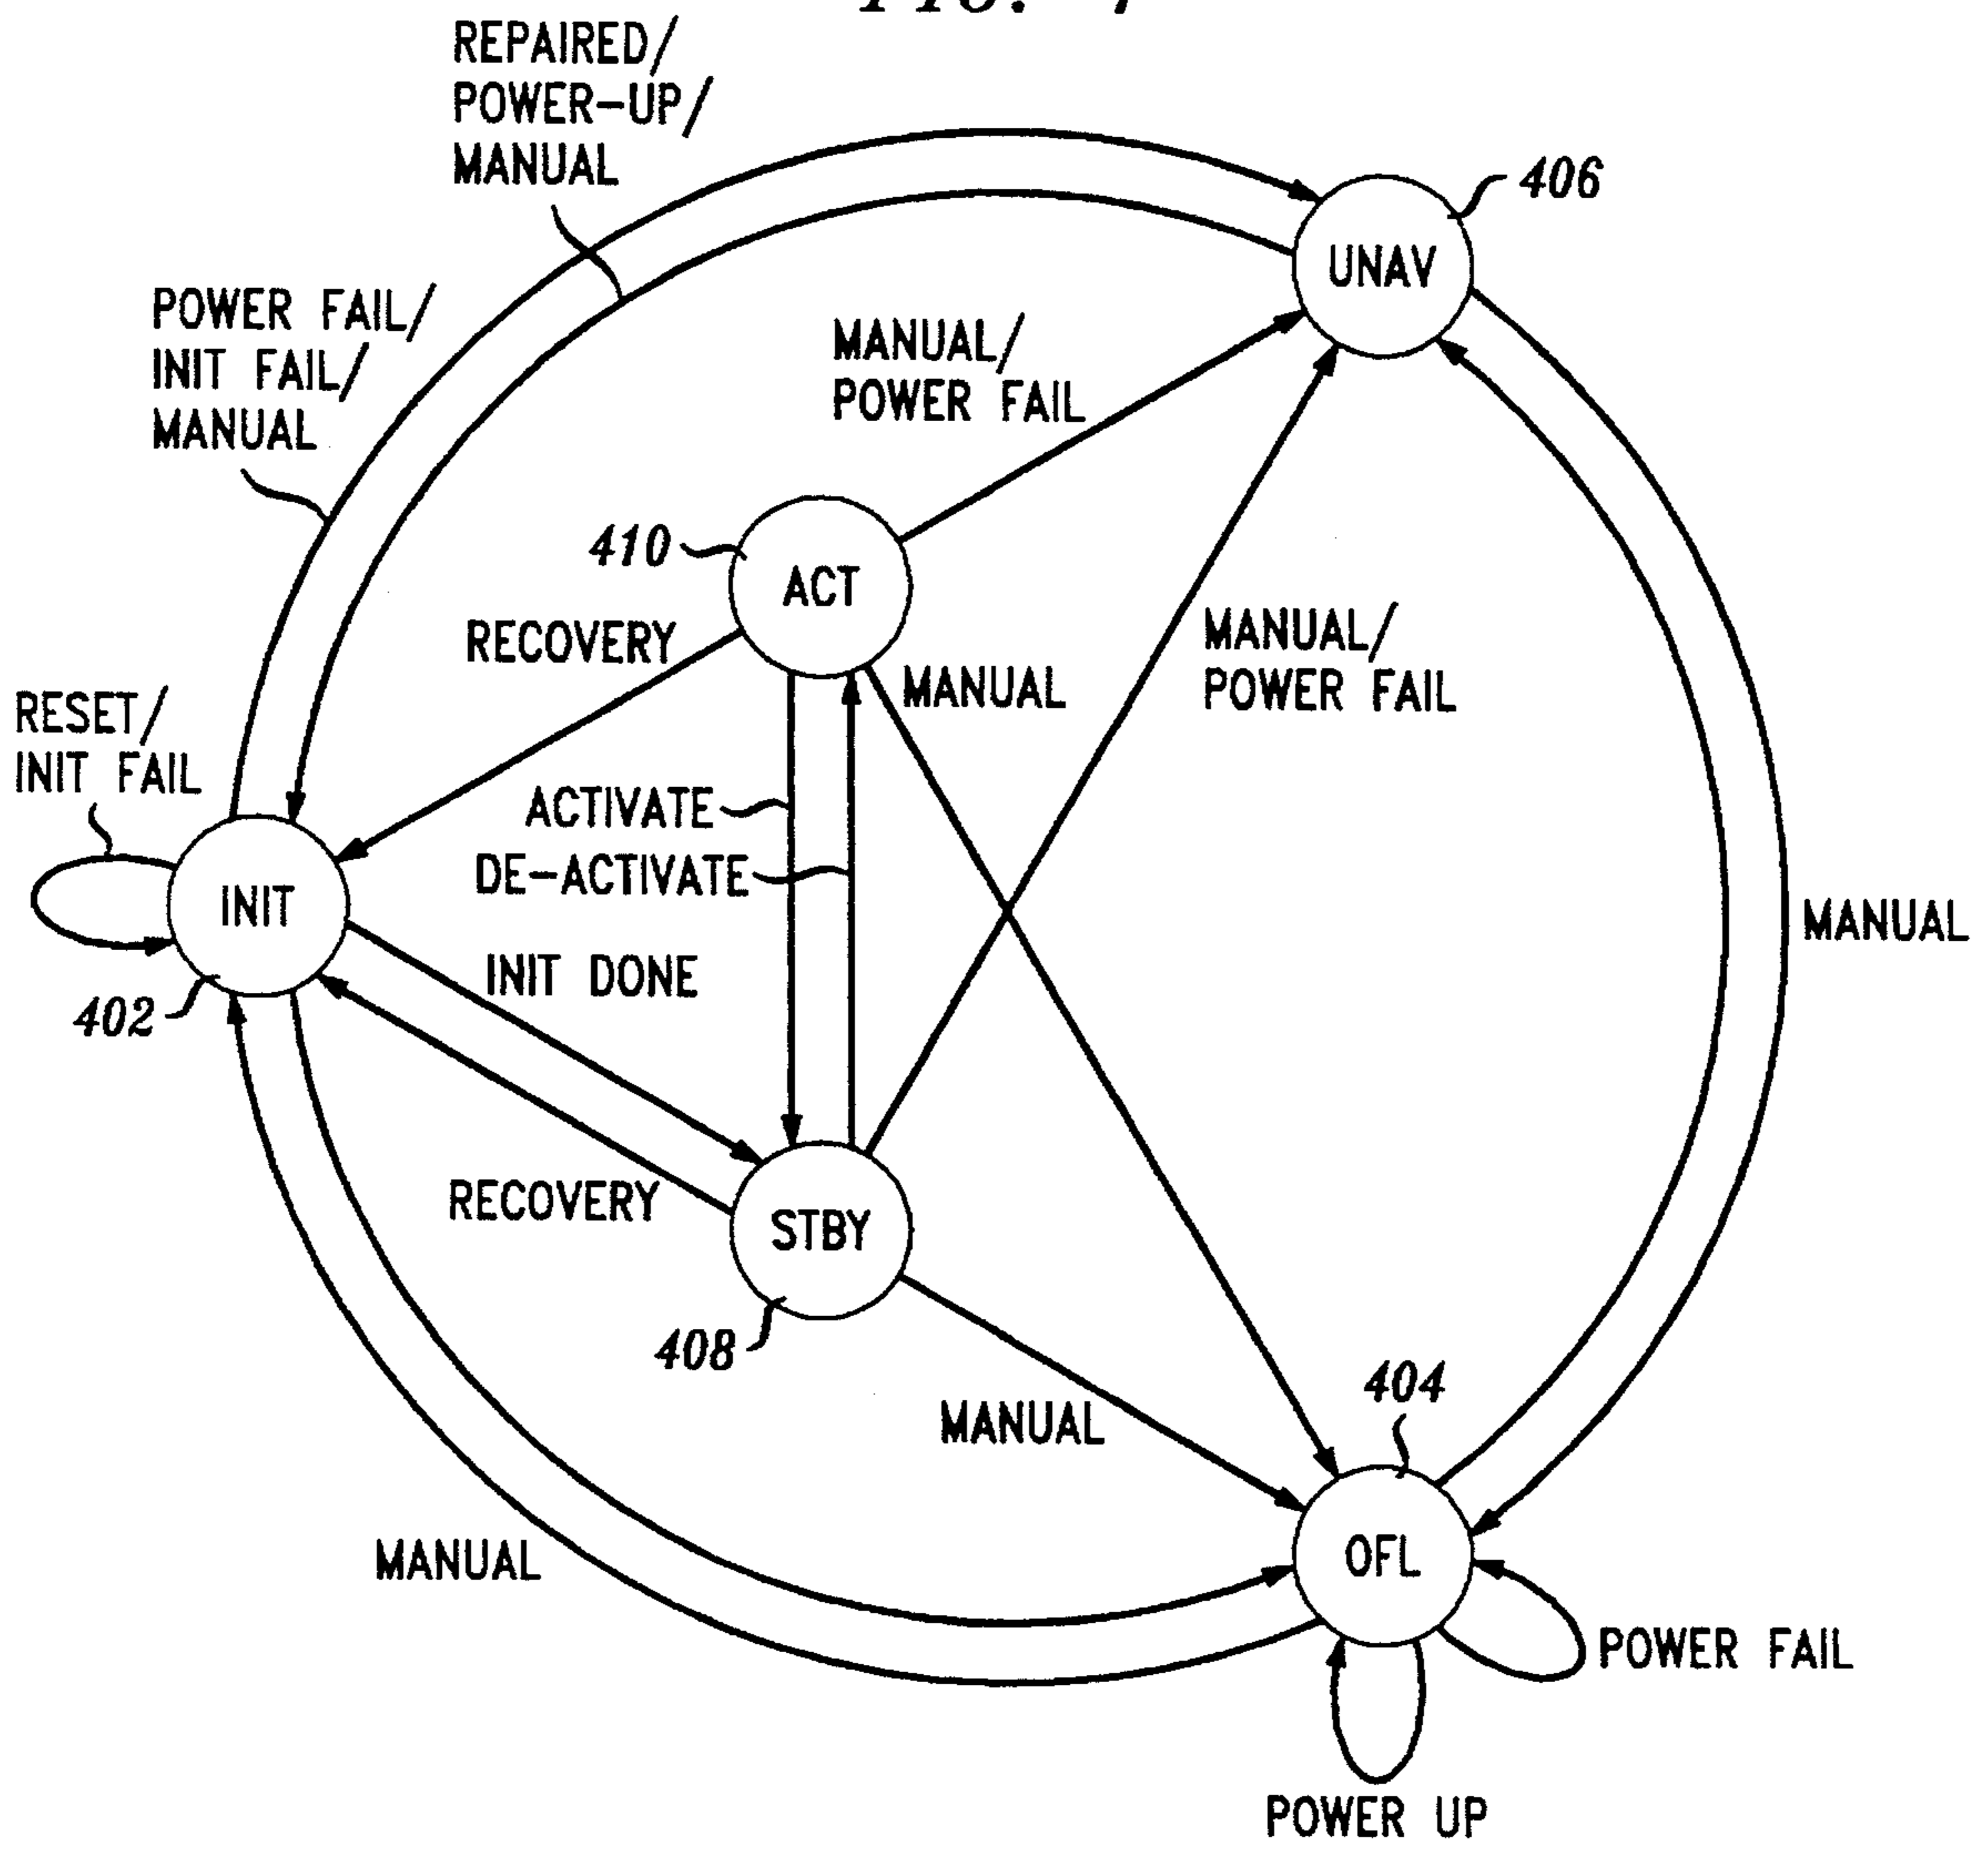 REPAIRED/
POWER-UP/
MANUAL
406
UNAV
POWER FAIL/
INIT FAIL/
MANUAL
MANUAL/
POWER FAIL
410
ACT
RECOVERY
MANUAL
MANUAL/
POWER FAIL
RESET/
INIT FAIL
ACTIVATE
DE-ACTIVATE
INIT
MANUAL
INIT DONE
402
RECOVERY
STBY
408
404
MANUAL
OFL
MANUAL
POWER FAIL
POWER UP